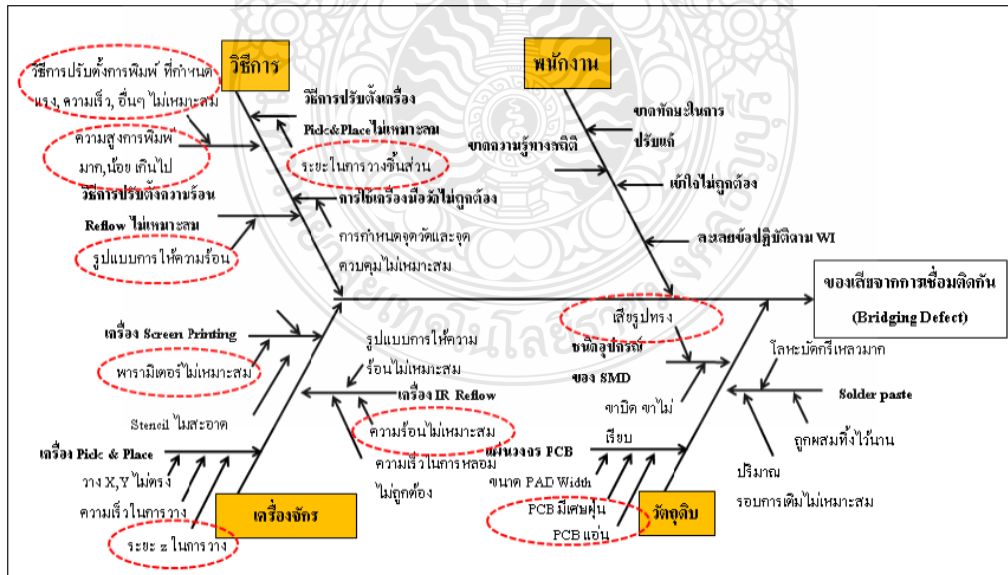 วิธีการ
พนักงาน
วิธีการปรับตั้งการพิมพ์ ที่กำหนด
แรง, ความเร็ว, อื่นๆ ไม่เหมาะสม
ความสูงการพิมพ์
มาก,น้อย เกินไป
วิธีการปรับตั้งเครื่อง
Pick&Placeไม่เหมาะสม
ระยะในการวางชิ้นส่วน
วิธีการปรับตั้งความร้อน
Reflow ไม่เหมาะสม
รูปแบบการให้ความร้อน
การใช้เครื่องมือวัดไม่ถูกต้อง
การกำหนดจุดวัดและจุด
ควบคุมไม่เหมาะสม
ขาดทักษะในการ
ปรับแก้
ขาดความรู้ทางสถิติ
เข้าใจไม่ถูกต้อง
ละเลยข้อปฏิบัติตาม WI
ของเสียจากการเชื่อมติดกัน
(Bridging Defect)
เครื่อง Screen Printing
พารามิเตอร์ไม่เหมาะสม
Stencil ไม่สะอาด
รูปแบบการให้ความ
ร้อนไม่เหมาะสม
เครื่อง IR Reflow
ความร้อนไม่เหมาะสม
ความเร็วในการหลอม
ไม่ถูกต้อง
เครื่อง Pick & Place
วาง X,Y ไม่ตรง
ความเร็วในการวาง
ระยะ z ในการวาง
เครื่องจักร
เสียรูปทรง
ชนิดอุปกรณ์
ของ SMD
ขาบิด ขาไม่
เรียบ
แผ่นวงจร PCB
ขนาด PAD Width
PCB มีเศษฝุ่น
PCB แอ่น
วัตถุดิบ
โลหะบัดกรีเหลวมาก
Solder paste
ถูกผสมทิ้งไว้นาน
ปริมาณ
รอบการเติมไม่เหมาะสม